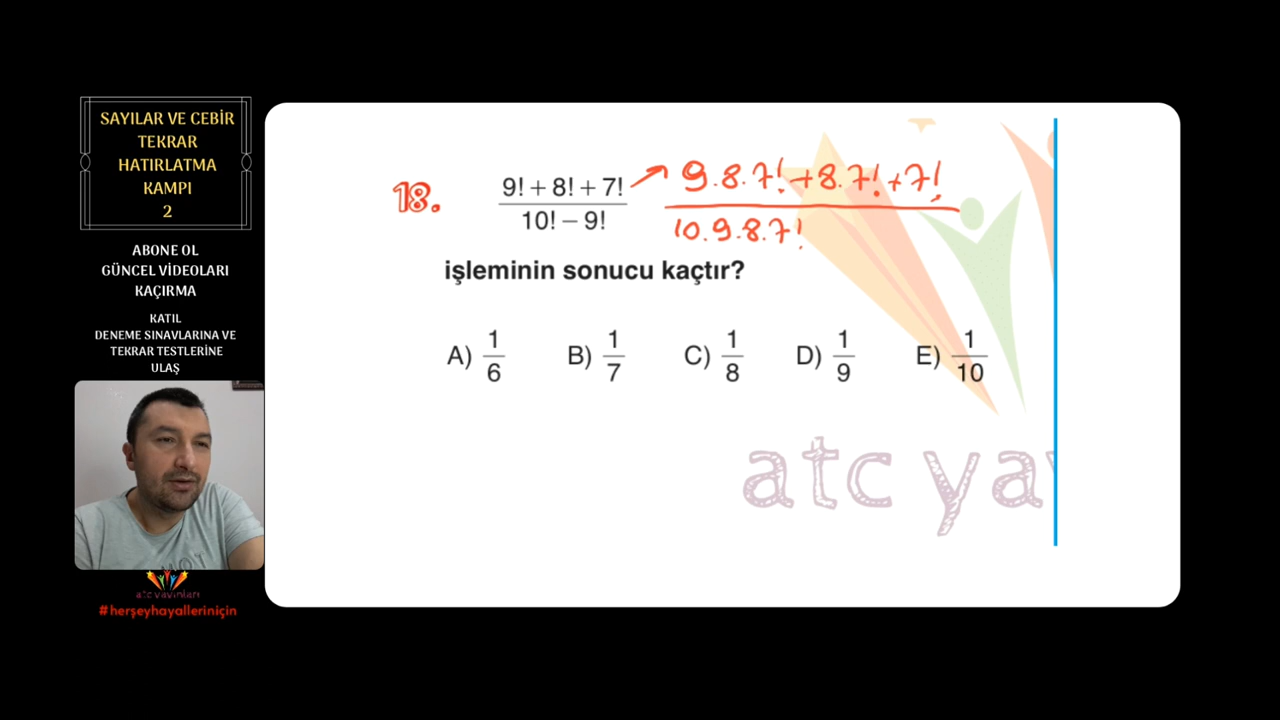 SAYILAR VE CEBİR
TEKRAR
HATIRLATMA
KAMPI
2
ABONE OL
GÜNCEL VİDEOLARI
KAÇIRMA
KATIL
DENEME SINAVLARINA VE
TEKRAR TESTLERİNE
ULAŞ
atc yayınları
#herşeyhayalleriniçin
18.
9! + 8! + 7!
10! – 9!
9.8.7!+8.7!+7!
10.9.8.7!
işleminin sonucu kaçtır?
A) 1/6 B) 1/7 C) 1/8 D) 1/9 E) 1/10
atc ya